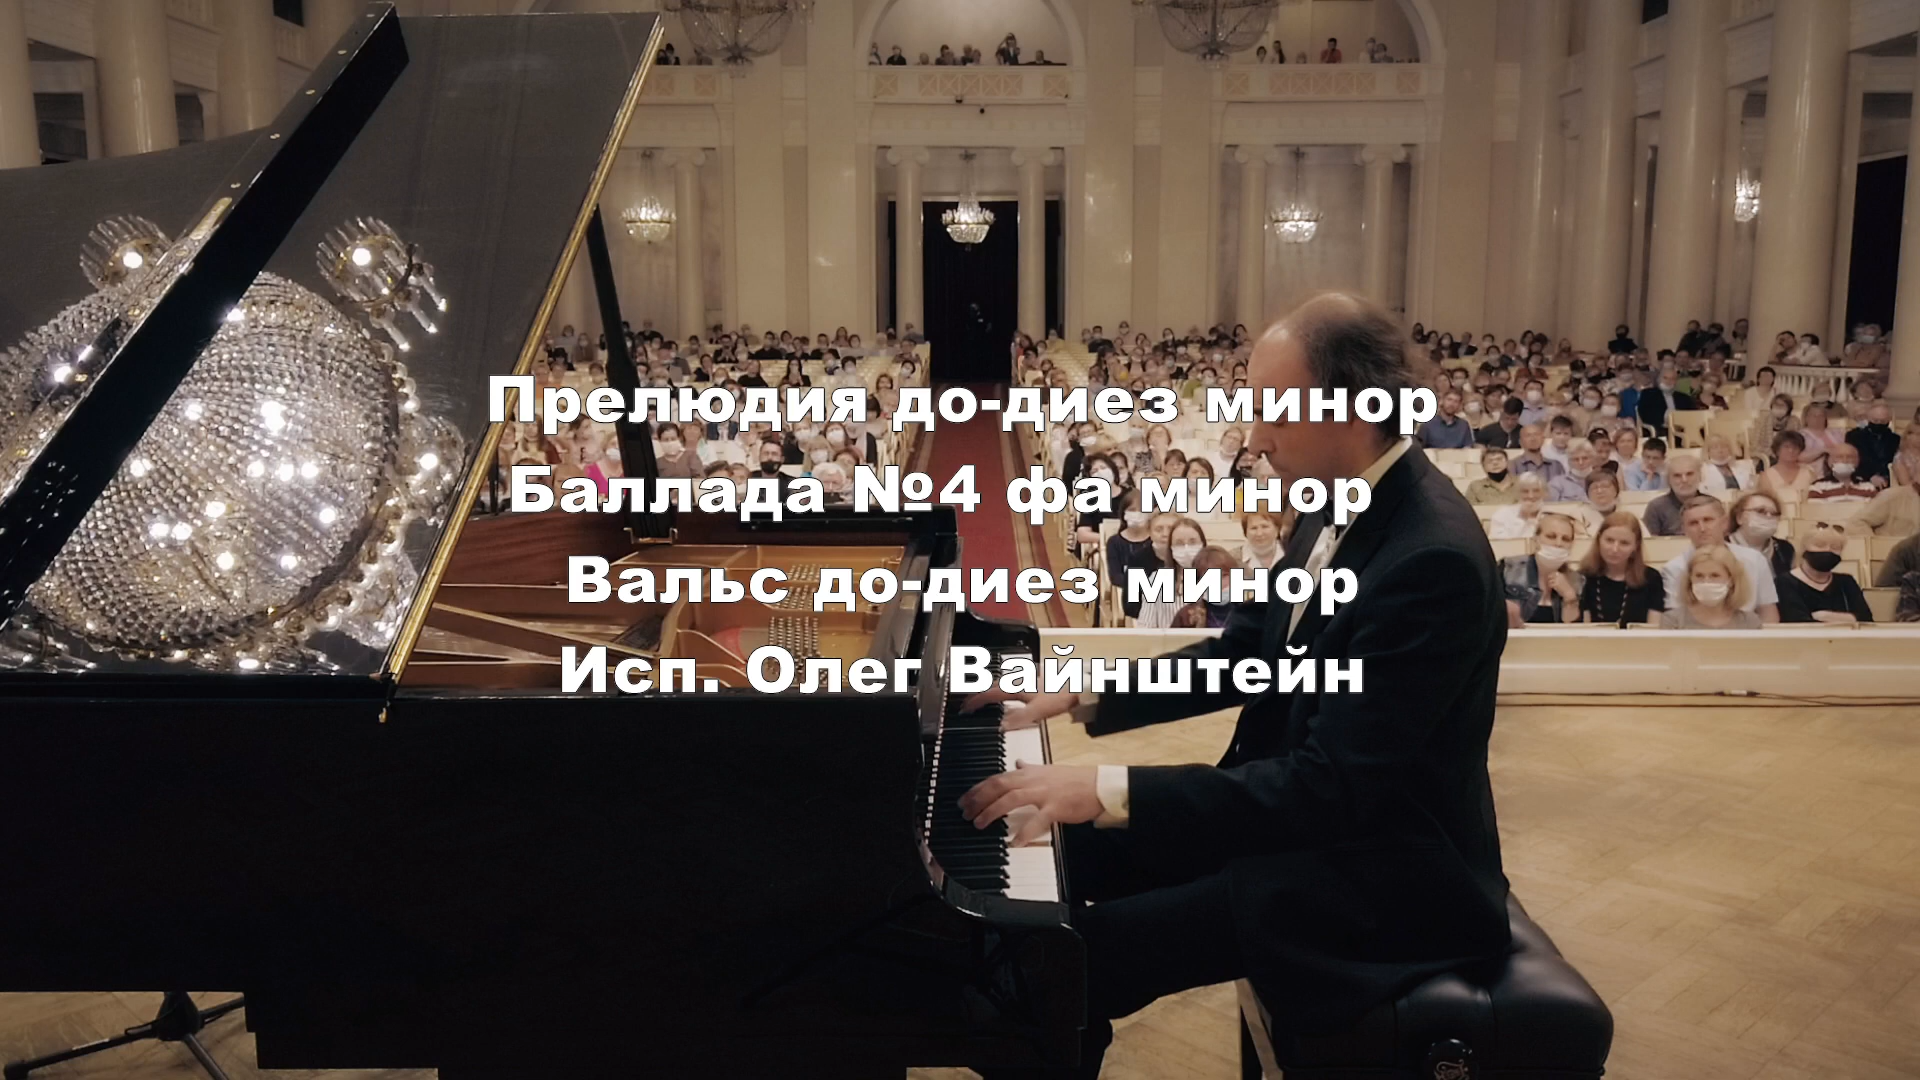 Прелюдия до-диез минор
Баллада №4 фа минор
Вальс до-диез минор
Исп. Олег Вайнштейн